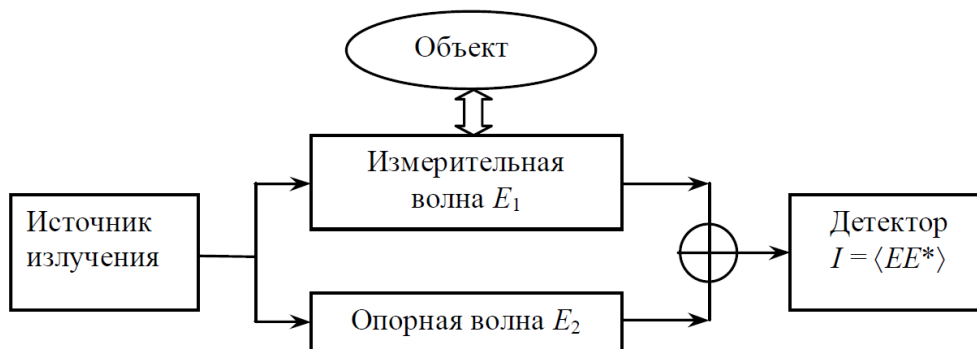 Объект
Измерительная
волна E₁
Источник
излучения
Детектор
I = ⟨EE*⟩
Опорная волна E₂